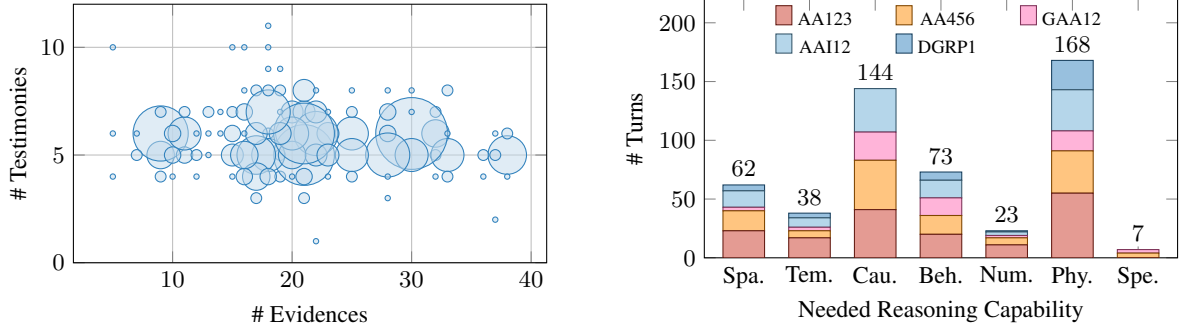 10
5
0
10
20
30
40
# Testimonies
# Evidences
200
150
100
50
0
# Turns
AA123
AA456
GAA12
AAI12
DGRP1
62
38
144
73
23
168
7
Spa.
Tem.
Cau.
Beh.
Num.
Phy.
Spe.
Needed Reasoning Capability